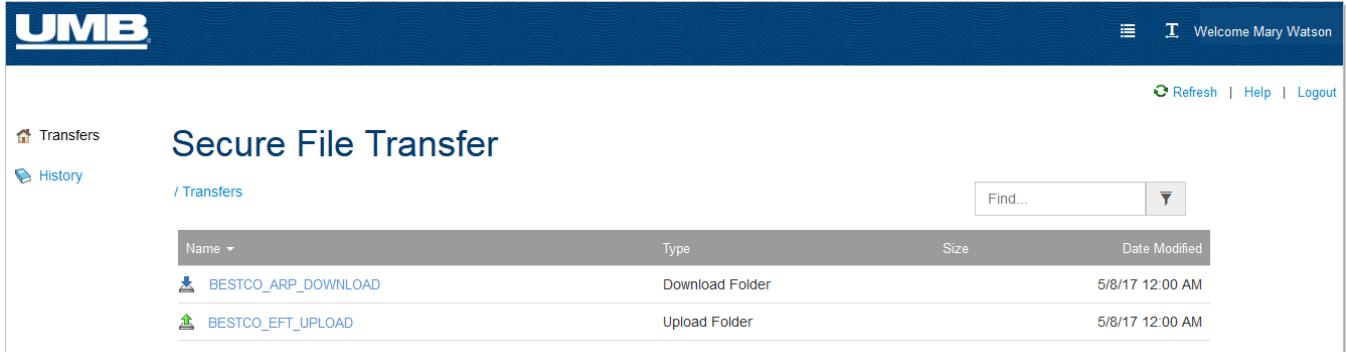 UMB
Welcome Mary Watson
Refresh | Help | Logout
Transfers
Secure File Transfer
History
/ Transfers
Find...
Name Type Size Date Modified
BESTCO_ARP_DOWNLOAD Download Folder 5/8/17 12:00 AM
BESTCO_EFT_UPLOAD Upload Folder 5/8/17 12:00 AM